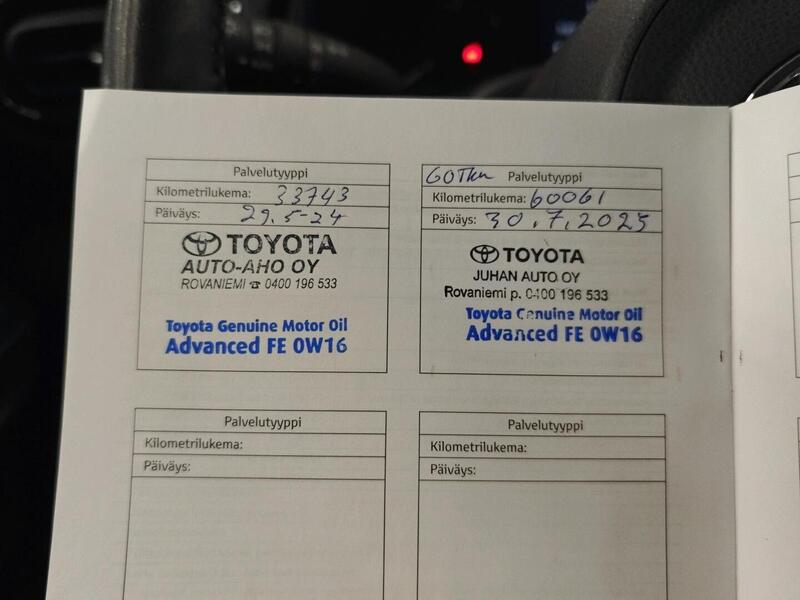 Palvelutyyppi
Kilometrilukema: 33743
Päiväys: 29.5-24
TOYOTA
AUTO-AHO OY
ROVANIEMI ☎ 0400 196 533
Toyota Genuine Motor Oil
Advanced FE 0W16
60Tkm Palvelutyyppi
Kilometrilukema: 60061
Päiväys: 30.7.2025
TOYOTA
JUHAN AUTO OY
Rovaniemi p. 0400 196 533
Toyota Genuine Motor Oil
Advanced FE 0W16
Palvelutyyppi
Kilometrilukema:
Päiväys:
Palvelutyyppi
Kilometrilukema:
Päiväys: